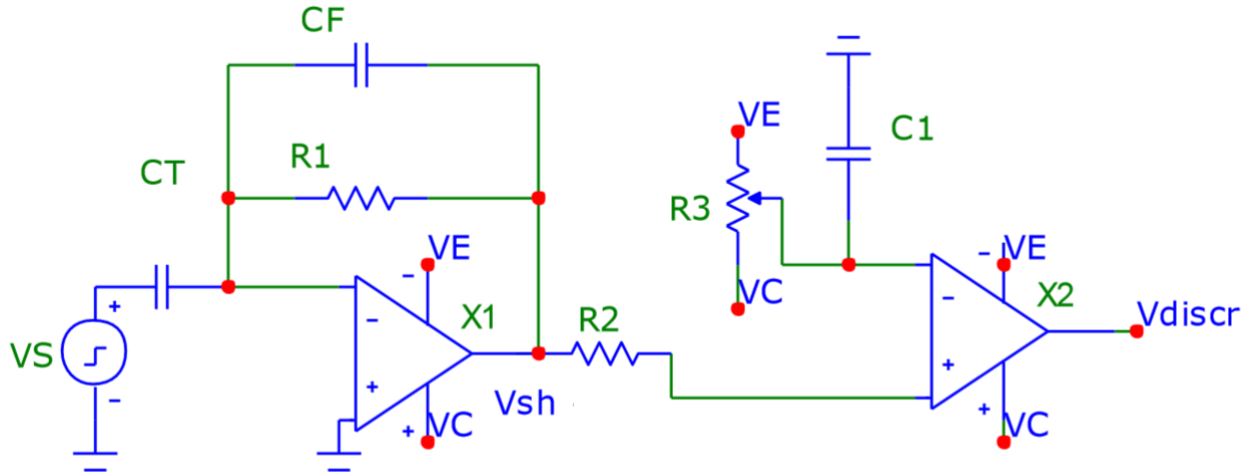 CF
CT
R1
VE
−
−
X1
+
VS
+
−
+
VC
Vsh
R2
VE
R3
VC
C1
−
VE
−
X2
Vdiscr
+
+
VC